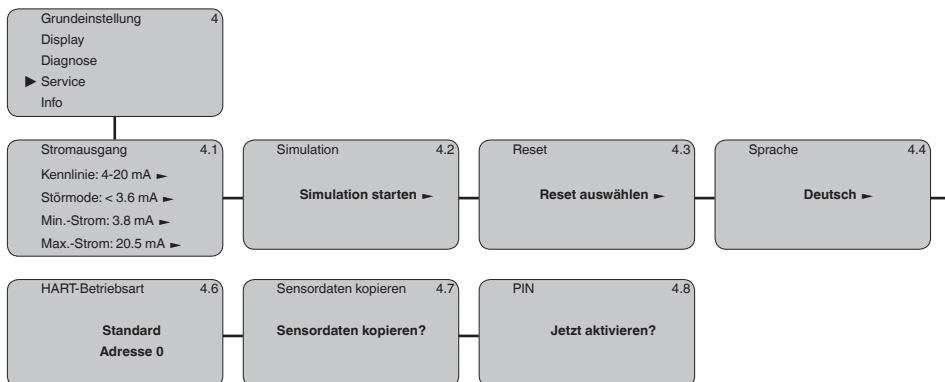 Grundeinstellung 4
Display
Diagnose
► Service
Info
Stromausgang 4.1
Kennlinie: 4-20 mA ►
Störmode: < 3.6 mA ►
Min.-Strom: 3.8 mA ►
Max.-Strom: 20.5 mA ►
Simulation 4.2
Simulation starten ►
Reset 4.3
Reset auswählen ►
Sprache 4.4
Deutsch ►
HART-Betriebsart 4.6
Standard
Adresse 0
Sensordaten kopieren 4.7
Sensordaten kopieren?
PIN 4.8
Jetzt aktivieren?